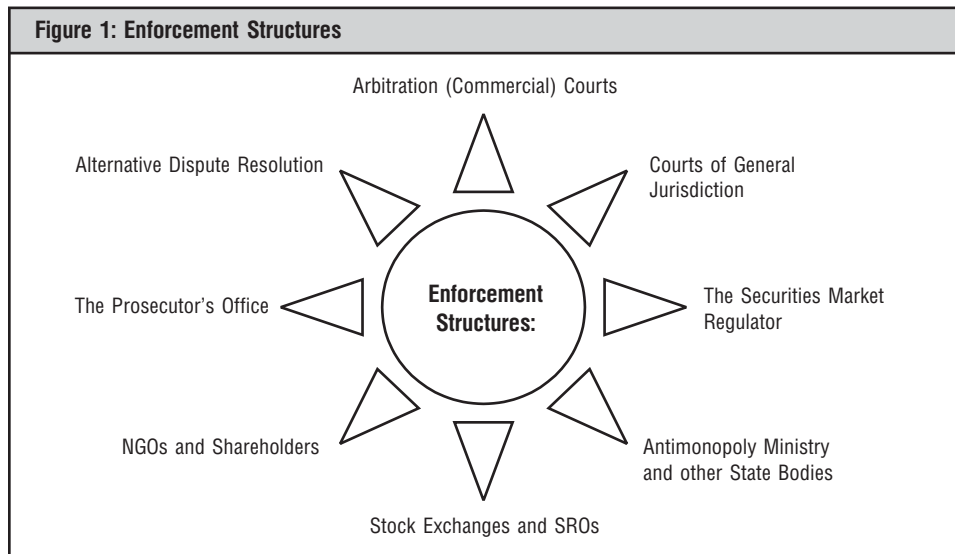 Figure 1: Enforcement Structures
Arbitration (Commercial) Courts
Alternative Dispute Resolution
Courts of General
Jurisdiction
The Prosecutor's Office
Enforcement
Structures:
The Securities Market
Regulator
NGOs and Shareholders
Antimonopoly Ministry
and other State Bodies
Stock Exchanges and SROs